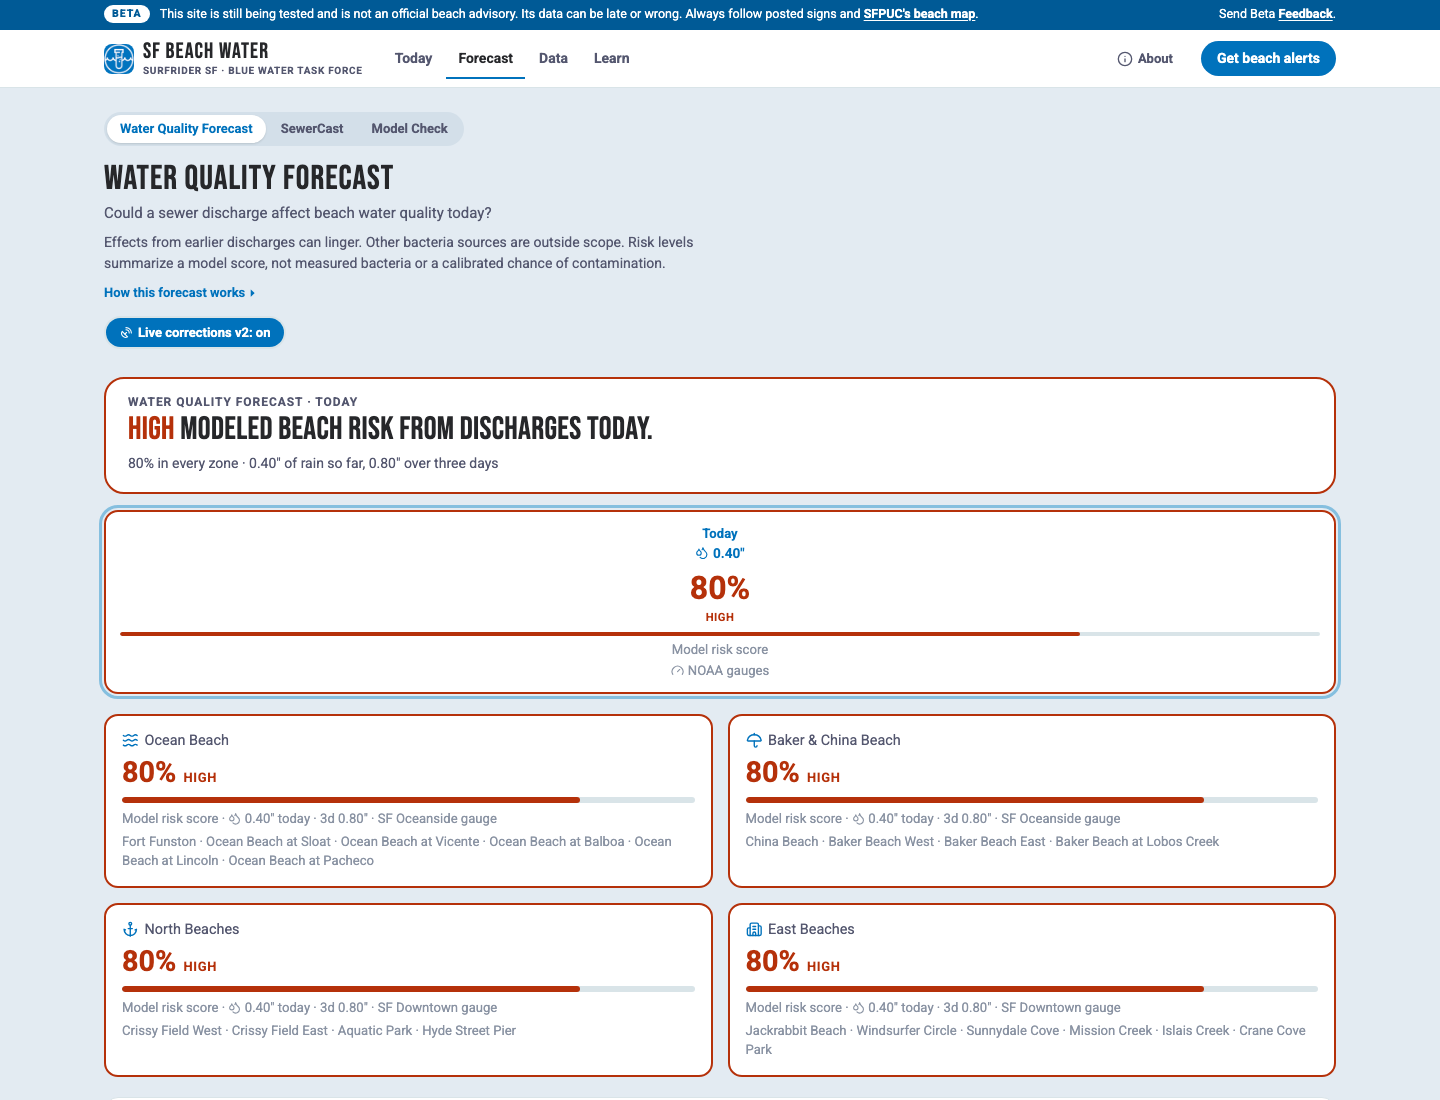 BETA This site is still being tested and is not an official beach advisory. Its data can be late or wrong. Always follow posted signs and SFPUC's beach map. Send Beta Feedback.
SF BEACH WATER
SURFRIDER SF · BLUE WATER TASK FORCE
Today Forecast Data Learn About Get beach alerts
Water Quality Forecast SewerCast Model Check
WATER QUALITY FORECAST
Could a sewer discharge affect beach water quality today?
Effects from earlier discharges can linger. Other bacteria sources are outside scope. Risk levels
summarize a model score, not measured bacteria or a calibrated chance of contamination.
How this forecast works
Live corrections v2: on
WATER QUALITY FORECAST · TODAY
HIGH MODELED BEACH RISK FROM DISCHARGES TODAY.
80% in every zone · 0.40" of rain so far, 0.80" over three days
Today
0.40"
80%
HIGH
Model risk score
NOAA gauges
Ocean Beach
80% HIGH
Model risk score · 0.40" today · 3d 0.80" · SF Oceanside gauge
Fort Funston · Ocean Beach at Sloat · Ocean Beach at Vicente · Ocean Beach at Balboa · Ocean
Beach at Lincoln · Ocean Beach at Pacheco
Baker & China Beach
80% HIGH
Model risk score · 0.40" today · 3d 0.80" · SF Oceanside gauge
China Beach · Baker Beach West · Baker Beach East · Baker Beach at Lobos Creek
North Beaches
80% HIGH
Model risk score · 0.40" today · 3d 0.80" · SF Downtown gauge
Crissy Field West · Crissy Field East · Aquatic Park · Hyde Street Pier
East Beaches
80% HIGH
Model risk score · 0.40" today · 3d 0.80" · SF Downtown gauge
Jackrabbit Beach · Windsurfer Circle · Sunnydale Cove · Mission Creek · Islais Creek · Crane Cove
Park